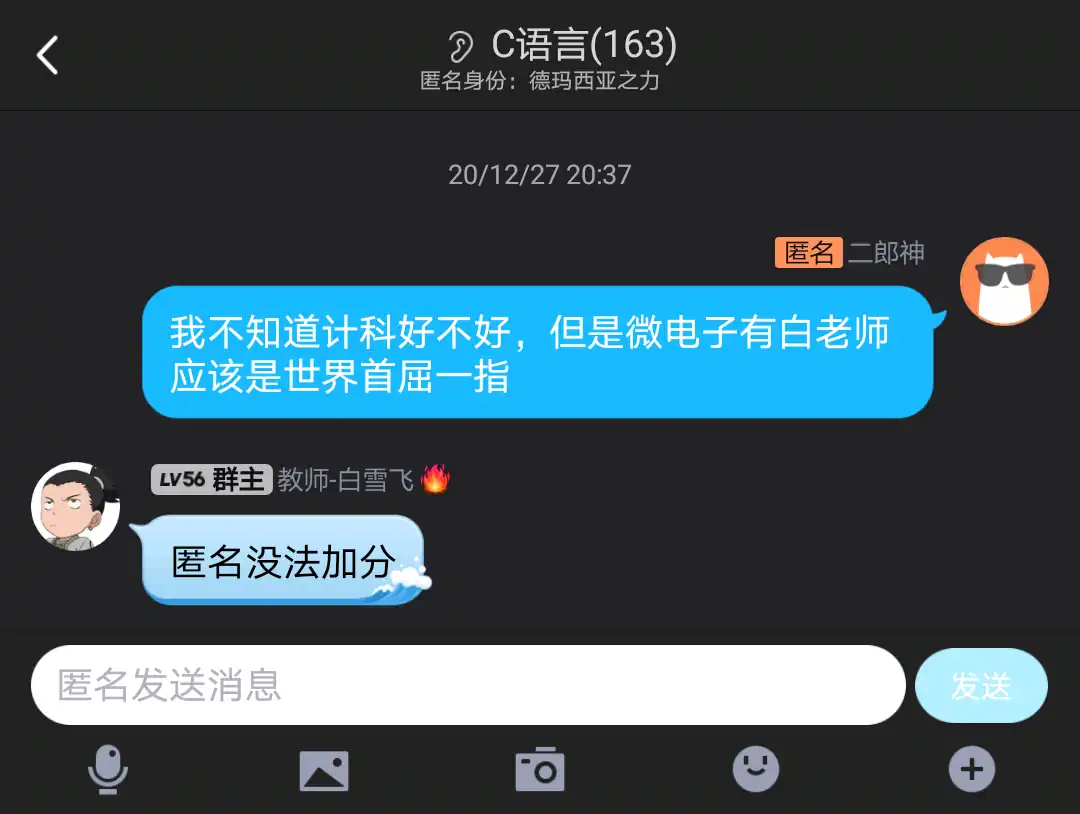 C语言(163)
匿名身份：德玛西亚之力
20/12/27 20:37
匿名 二郎神
我不知道计科好不好，但是微电子有白老师
应该是世界首屈一指
LV56 群主 教师-白雪飞🔥
匿名没法加分
匿名发送消息
发送